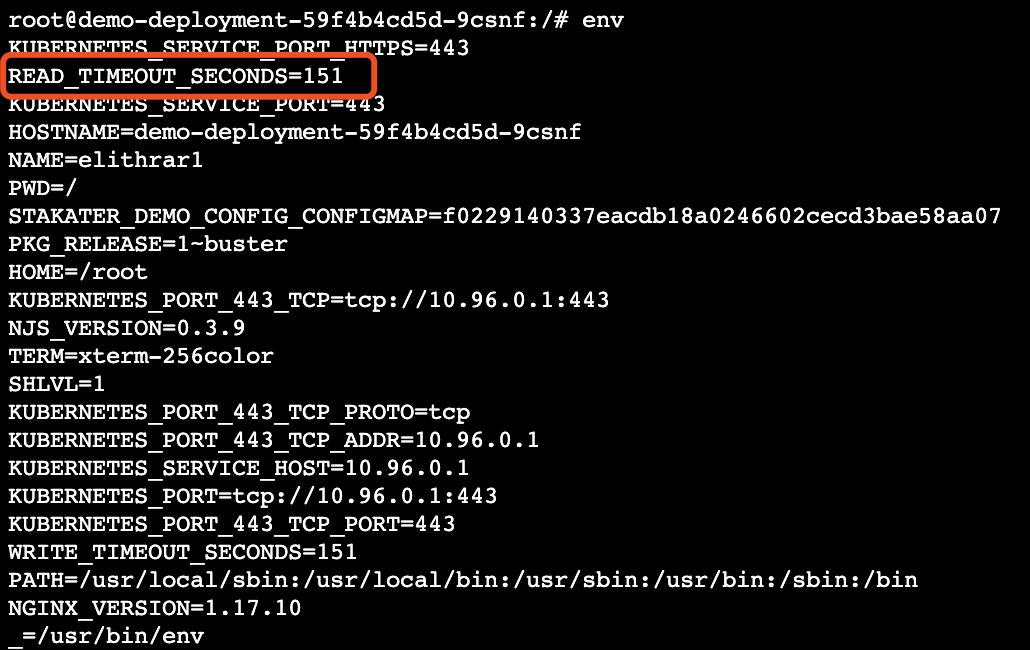 root@demo-deployment-59f4b4cd5d-9csnf:/# env
KUBERNETES_SERVICE_PORT_HTTPS=443
READ_TIMEOUT_SECONDS=151
KUBERNETES_SERVICE_PORT=443
HOSTNAME=demo-deployment-59f4b4cd5d-9csnf
NAME=elithrar1
PWD=/
STAKATER_DEMO_CONFIG_CONFIGMAP=f0229140337eacdb18a0246602cecd3bae58aa07
PKG_RELEASE=1~buster
HOME=/root
KUBERNETES_PORT_443_TCP=tcp://10.96.0.1:443
NJS_VERSION=0.3.9
TERM=xterm-256color
SHLVL=1
KUBERNETES_PORT_443_TCP_PROTO=tcp
KUBERNETES_PORT_443_TCP_ADDR=10.96.0.1
KUBERNETES_SERVICE_HOST=10.96.0.1
KUBERNETES_PORT=tcp://10.96.0.1:443
KUBERNETES_PORT_443_TCP_PORT=443
WRITE_TIMEOUT_SECONDS=151
PATH=/usr/local/sbin:/usr/local/bin:/usr/sbin:/usr/bin:/sbin:/bin
NGINX_VERSION=1.17.10
_=/usr/bin/env